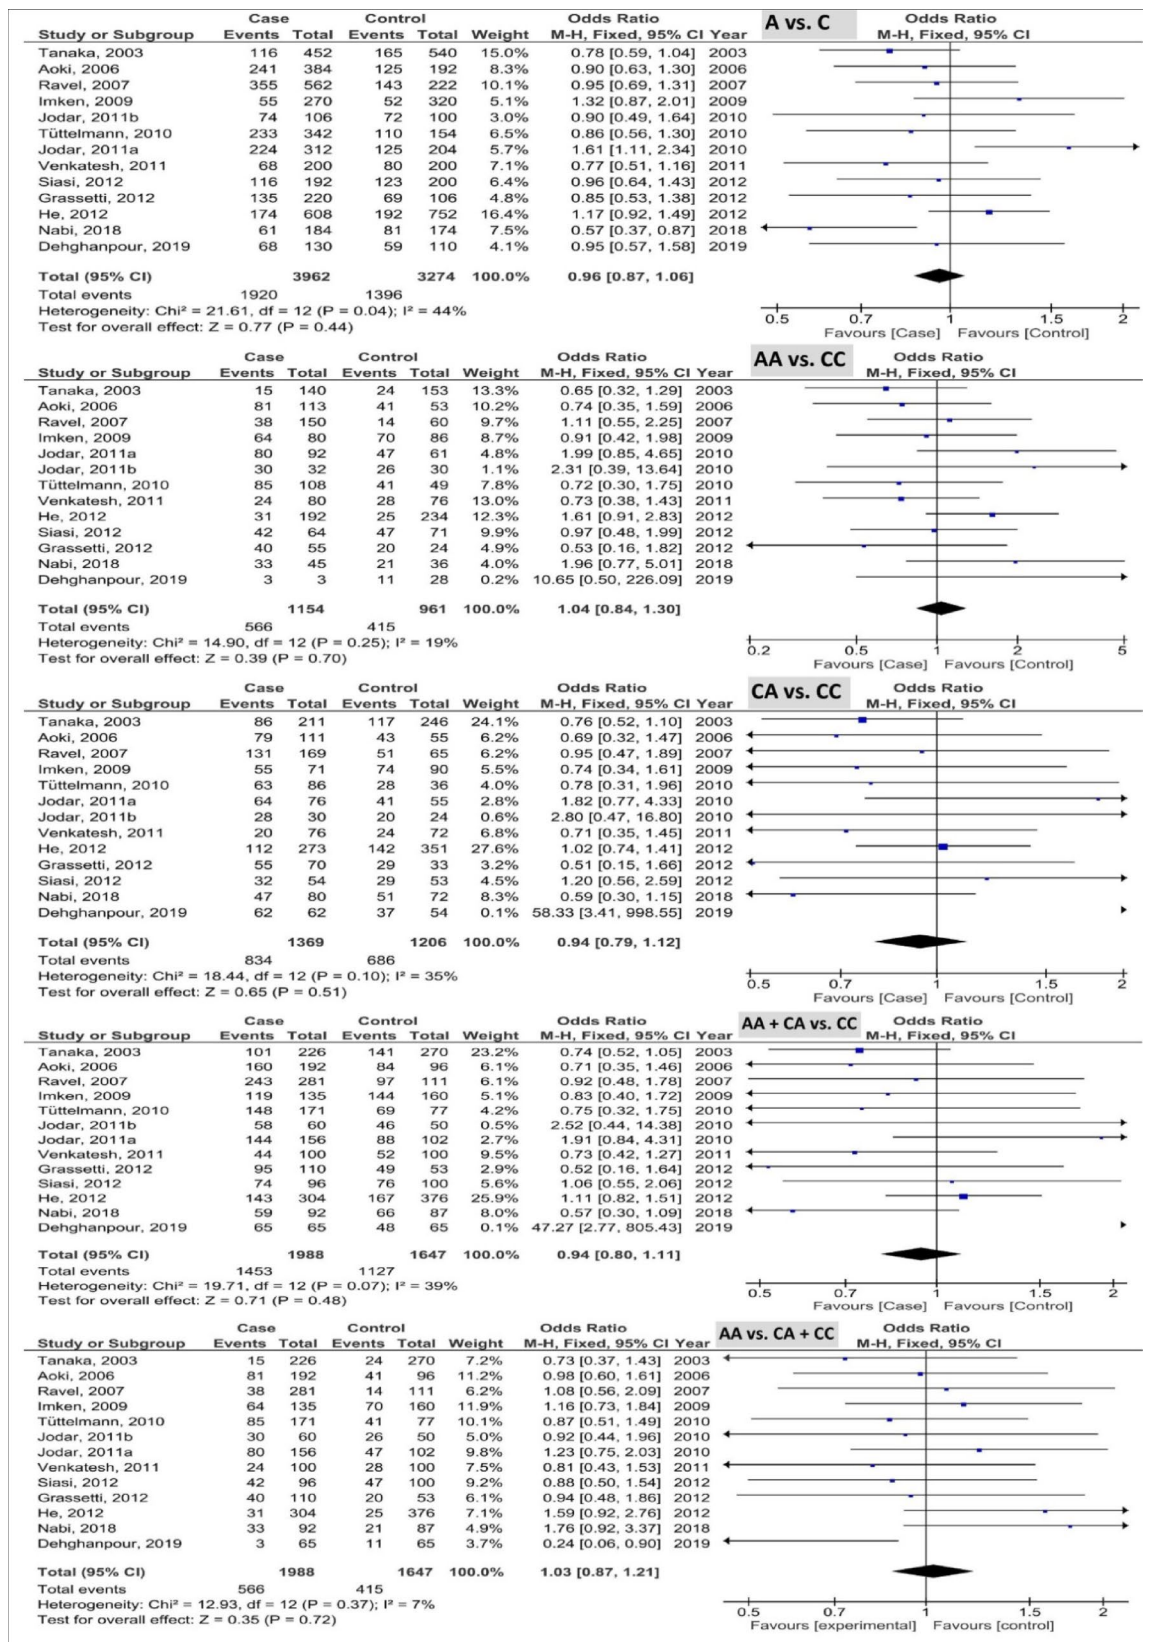 Case Control Odds Ratio A vs. C Odds Ratio
Study or Subgroup Events Total Events Total Weight M-H, Fixed, 95% CI Year M-H, Fixed, 95% CI
Tanaka, 2003 116 452 165 540 15.0% 0.78 [0.59, 1.04] 2003
Aoki, 2006 241 384 125 192 8.3% 0.90 [0.63, 1.30] 2006
Ravel, 2007 355 562 143 222 10.1% 0.95 [0.69, 1.31] 2007
Imken, 2009 55 270 52 320 5.1% 1.32 [0.87, 2.01] 2009
Jodar, 2011b 74 106 72 100 3.0% 0.90 [0.49, 1.64] 2010
Tüttelmann, 2010 233 342 110 154 6.5% 0.86 [0.56, 1.30] 2010
Jodar, 2011a 224 312 125 204 5.7% 1.61 [1.11, 2.34] 2010
Venkatesh, 2011 68 200 80 200 7.1% 0.77 [0.51, 1.16] 2011
Siasi, 2012 116 192 123 200 6.4% 0.96 [0.64, 1.43] 2012
Grassetti, 2012 135 220 69 106 4.9% 0.85 [0.53, 1.38] 2012
He, 2012 174 608 192 752 16.4% 1.17 [0.92, 1.49] 2012
Nabi, 2018 61 184 81 174 7.5% 0.57 [0.37, 0.87] 2018
Dehghanpour, 2019 68 130 59 110 4.1% 0.95 [0.57, 1.58] 2019
Total (95% CI) 3962 3274 100.0% 0.96 [0.87, 1.06]
Total events 1920 1396
Heterogeneity: Chi² = 21.61, df = 12 (P = 0.04); I² = 44%
Test for overall effect: Z = 0.77 (P = 0.44)
0.5 0.7 1 1.5 2
Favours [Case] Favours [Control]
Case Control Odds Ratio AA vs. CC Odds Ratio
Study or Subgroup Events Total Events Total Weight M-H, Fixed, 95% CI Year M-H, Fixed, 95% CI
Tanaka, 2003 15 140 24 153 13.3% 0.65 [0.32, 1.29] 2003
Aoki, 2006 81 113 41 53 10.2% 0.74 [0.35, 1.59] 2006
Ravel, 2007 38 150 14 60 9.7% 1.11 [0.55, 2.25] 2007
Imken, 2009 64 80 70 86 8.7% 0.91 [0.42, 1.98] 2009
Jodar, 2011a 80 92 47 61 4.8% 1.99 [0.85, 4.65] 2010
Jodar, 2011b 30 32 26 30 1.1% 2.31 [0.39, 13.64] 2010
Tüttelmann, 2010 85 108 41 49 7.8% 0.72 [0.30, 1.75] 2010
Venkatesh, 2011 24 80 28 76 13.0% 0.73 [0.38, 1.43] 2011
He, 2012 31 192 25 234 12.3% 1.61 [0.91, 2.83] 2012
Siasi, 2012 42 64 47 71 9.9% 0.97 [0.48, 1.99] 2012
Grassetti, 2012 40 55 20 24 4.9% 0.53 [0.16, 1.82] 2012
Nabi, 2018 33 45 21 36 4.0% 1.96 [0.77, 5.01] 2018
Dehghanpour, 2019 3 3 11 28 0.2% 10.65 [0.50, 226.09] 2019
Total (95% CI) 1154 961 100.0% 1.04 [0.84, 1.30]
Total events 566 415
Heterogeneity: Chi² = 14.90, df = 12 (P = 0.25); I² = 19%
Test for overall effect: Z = 0.39 (P = 0.70)
0.2 0.5 1 2 5
Favours [Case] Favours [Control]
Case Control Odds Ratio CA vs. CC Odds Ratio
Study or Subgroup Events Total Events Total Weight M-H, Fixed, 95% CI Year M-H, Fixed, 95% CI
Tanaka, 2003 86 211 117 246 24.1% 0.76 [0.52, 1.10] 2003
Aoki, 2006 79 111 43 55 6.2% 0.69 [0.32, 1.47] 2006
Ravel, 2007 131 169 51 65 6.2% 0.95 [0.47, 1.89] 2007
Imken, 2009 55 71 74 90 5.5% 0.74 [0.34, 1.61] 2009
Tüttelmann, 2010 63 86 28 36 4.0% 0.78 [0.31, 1.96] 2010
Jodar, 2011a 64 76 41 55 2.8% 1.82 [0.77, 4.33] 2010
Jodar, 2011b 28 30 20 24 0.6% 2.80 [0.47, 16.80] 2010
Venkatesh, 2011 20 76 24 72 6.8% 0.71 [0.35, 1.45] 2011
He, 2012 112 273 142 351 27.6% 1.02 [0.74, 1.41] 2012
Grassetti, 2012 55 70 29 33 3.2% 0.51 [0.15, 1.66] 2012
Siasi, 2012 32 54 29 53 4.5% 1.20 [0.56, 2.59] 2012
Nabi, 2018 47 80 51 72 8.4% 0.59 [0.30, 1.15] 2018
Dehghanpour, 2019 62 62 37 54 0.1% 58.33 [3.41, 998.55] 2019
Total (95% CI) 1369 1206 100.0% 0.94 [0.79, 1.12]
Total events 834 686
Heterogeneity: Chi² = 18.44, df = 12 (P = 0.10); I² = 35%
Test for overall effect: Z = 0.65 (P = 0.51)
0.5 0.7 1 1.5 2
Favours [Case] Favours [Control]
Case Control Odds Ratio AA + CA vs. CC Odds Ratio
Study or Subgroup Events Total Events Total Weight M-H, Fixed, 95% CI Year M-H, Fixed, 95% CI
Tanaka, 2003 101 226 141 270 23.2% 0.74 [0.52, 1.05] 2003
Aoki, 2006 160 192 84 96 6.4% 0.71 [0.35, 1.46] 2006
Ravel, 2007 243 281 97 111 6.1% 0.92 [0.48, 1.78] 2007
Imken, 2009 119 135 144 160 5.1% 0.83 [0.40, 1.72] 2009
Tüttelmann, 2010 148 171 69 77 4.2% 0.75 [0.32, 1.75] 2010
Jodar, 2011b 58 60 46 50 0.5% 2.52 [0.44, 14.38] 2010
Jodar, 2011a 144 156 88 102 2.7% 1.91 [0.84, 4.31] 2010
Venkatesh, 2011 44 100 52 100 9.5% 0.73 [0.42, 1.27] 2011
Grassetti, 2012 95 110 49 53 2.9% 0.52 [0.16, 1.64] 2012
Siasi, 2012 74 96 76 100 5.5% 1.06 [0.55, 2.06] 2012
He, 2012 143 304 167 376 25.9% 1.11 [0.82, 1.51] 2012
Nabi, 2018 59 92 66 87 8.0% 0.57 [0.30, 1.09] 2018
Dehghanpour, 2019 65 65 48 65 0.1% 47.27 [2.77, 805.43] 2019
Total (95% CI) 1988 1647 100.0% 0.94 [0.80, 1.11]
Total events 1453 1127
Heterogeneity: Chi² = 19.71, df = 12 (P = 0.07); I² = 39%
Test for overall effect: Z = 0.71 (P = 0.48)
0.5 0.7 1 1.5 2
Favours [Case] Favours [Control]
Case Control Odds Ratio AA vs. CA + CC Odds Ratio
Study or Subgroup Events Total Events Total Weight M-H, Fixed, 95% CI Year M-H, Fixed, 95% CI
Tanaka, 2003 15 226 24 270 7.2% 0.73 [0.37, 1.43] 2003
Aoki, 2006 81 192 41 96 11.2% 0.98 [0.60, 1.61] 2006
Ravel, 2007 38 281 14 111 6.2% 1.08 [0.56, 2.09] 2007
Imken, 2009 64 135 70 160 11.9% 1.16 [0.73, 1.84] 2009
Tüttelmann, 2010 85 171 41 77 10.1% 0.87 [0.51, 1.49] 2010
Jodar, 2011b 30 60 26 50 5.0% 0.92 [0.44, 1.96] 2010
Jodar, 2011a 80 156 47 102 9.8% 1.23 [0.75, 2.03] 2010
Venkatesh, 2011 24 100 28 100 7.5% 0.81 [0.43, 1.53] 2011
Siasi, 2012 42 96 47 100 9.2% 0.88 [0.50, 1.54] 2012
Grassetti, 2012 40 110 20 53 6.1% 0.94 [0.48, 1.86] 2012
He, 2012 31 304 25 376 7.1% 1.59 [0.92, 2.76] 2012
Nabi, 2018 33 92 21 87 4.9% 1.76 [0.92, 3.37] 2018
Dehghanpour, 2019 3 65 11 65 3.7% 0.24 [0.06, 0.90] 2019
Total (95% CI) 1988 1647 100.0% 1.03 [0.87, 1.21]
Total events 566 415
Heterogeneity: Chi² = 12.93, df = 12 (P = 0.37); I² = 7%
Test for overall effect: Z = 0.35 (P = 0.72)
0.5 0.7 1 1.5 2
Favours [experimental] Favours [control]